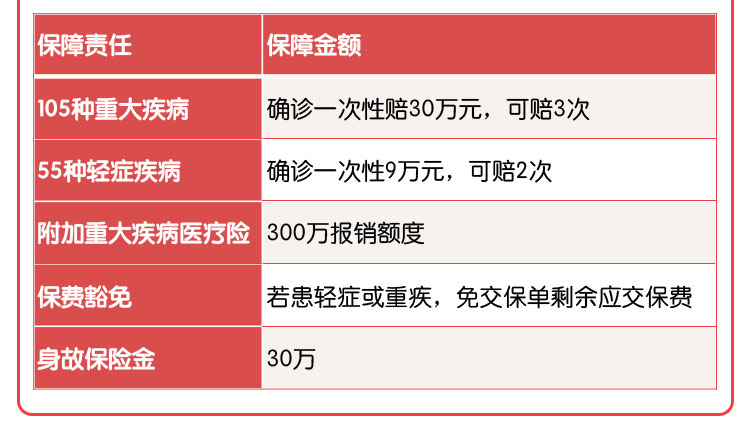 保障责任 保障金额
105种重大疾病 确诊一次性赔30万元，可赔3次
55种轻症疾病 确诊一次性9万元，可赔2次
附加重大疾病医疗险 300万报销额度
保费豁免 若患轻症或重疾，免交保单剩余应交保费
身故保险金 30万